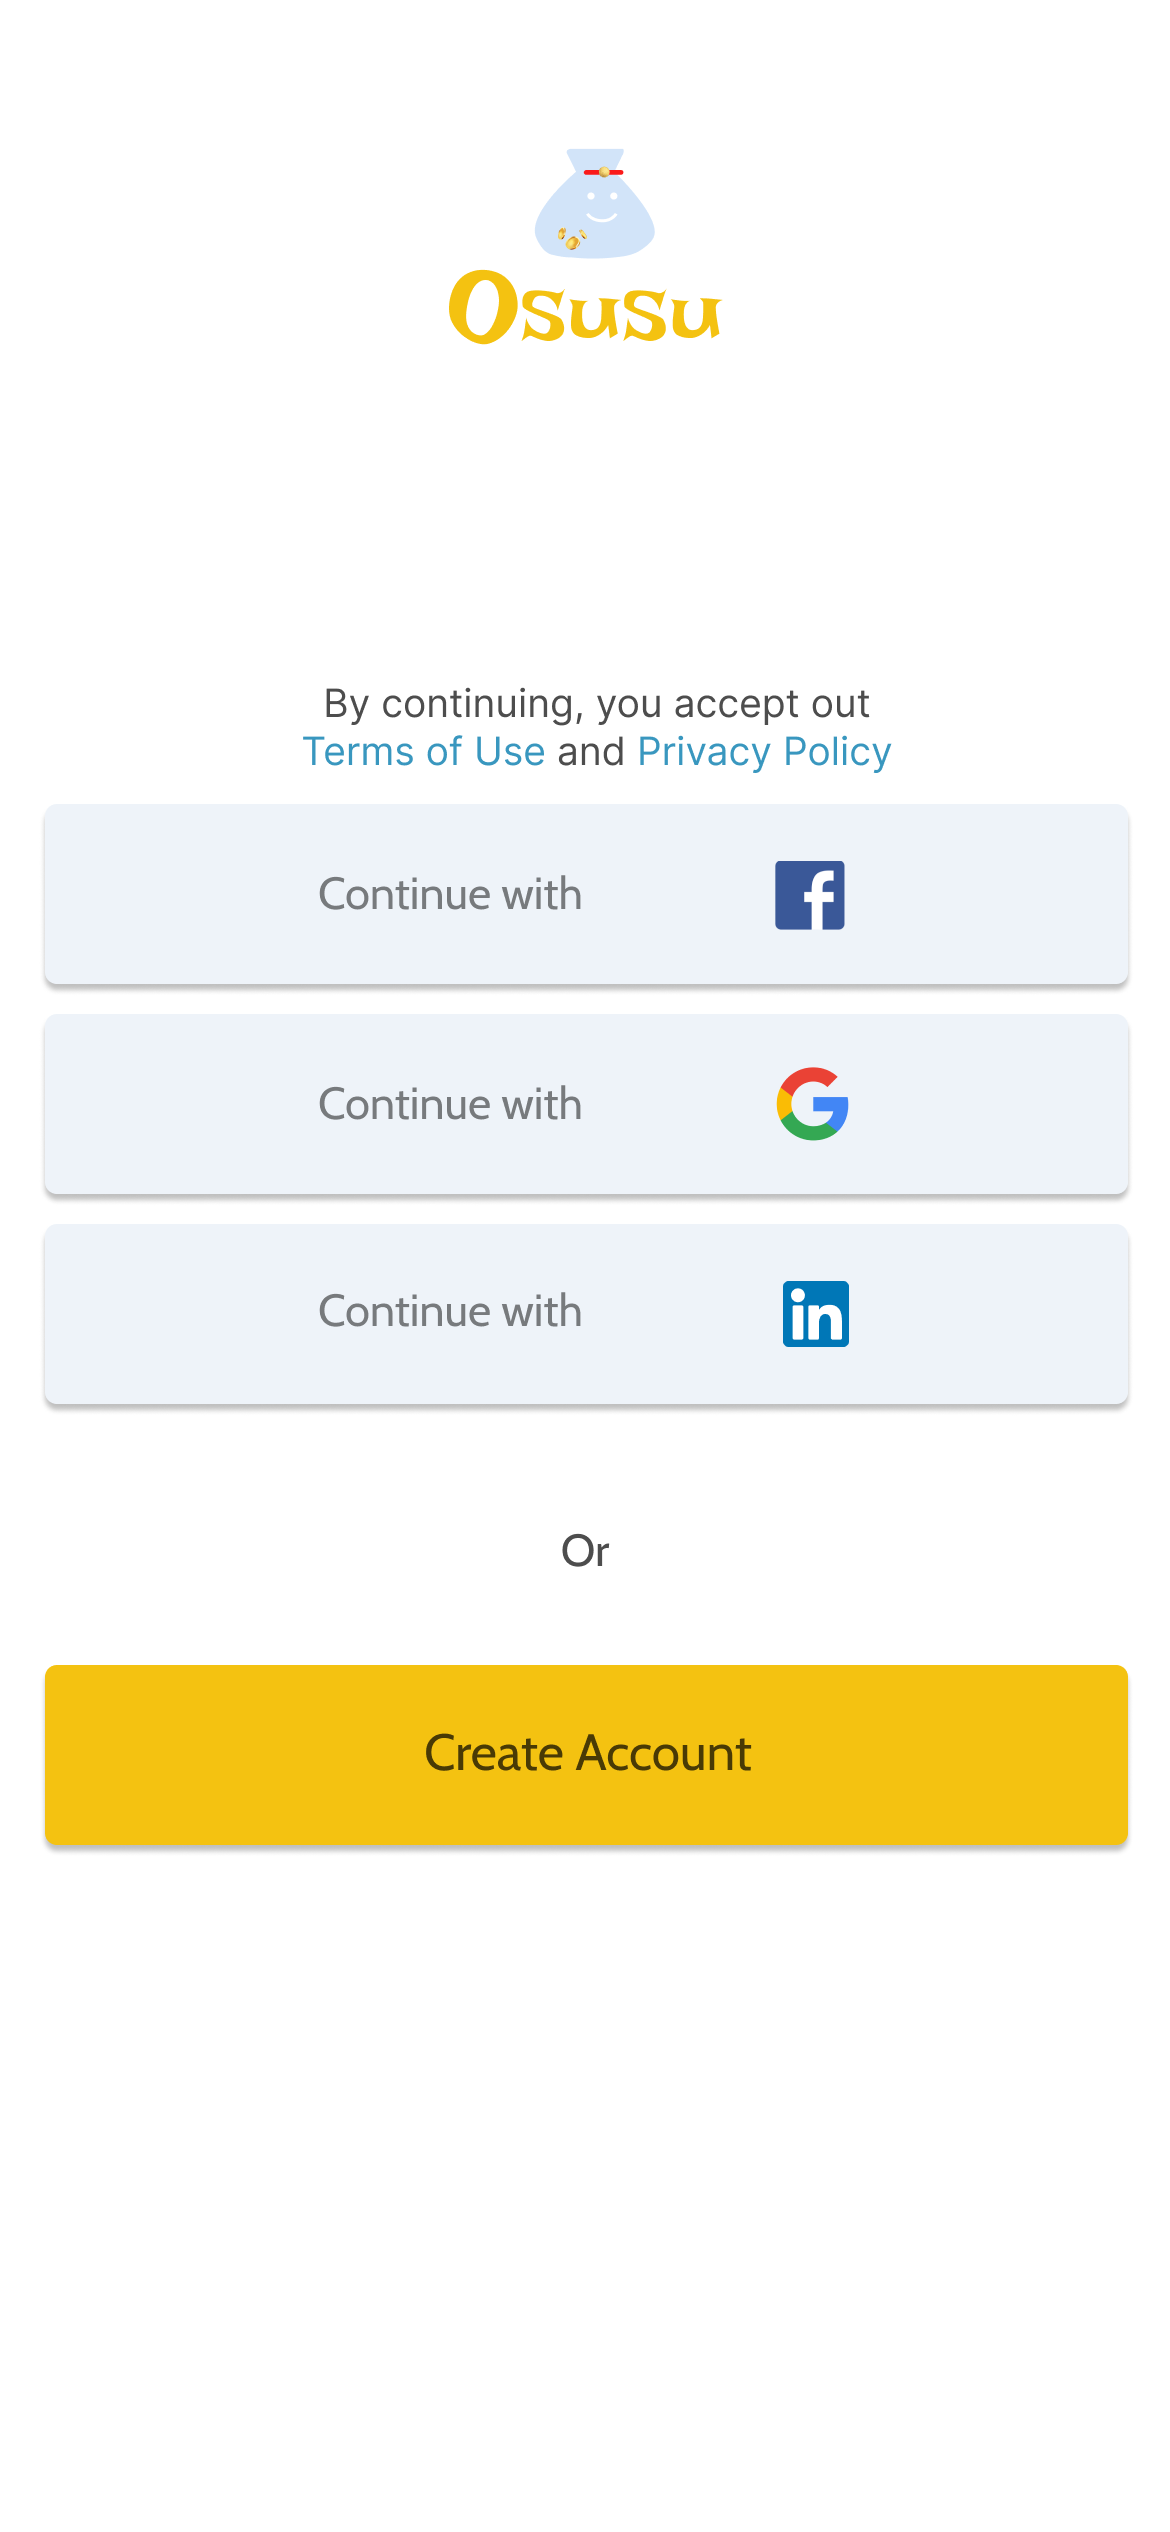 Osusu
By continuing, you accept out
Terms of Use and Privacy Policy
Continue with
Continue with
Continue with
Or
Create Account